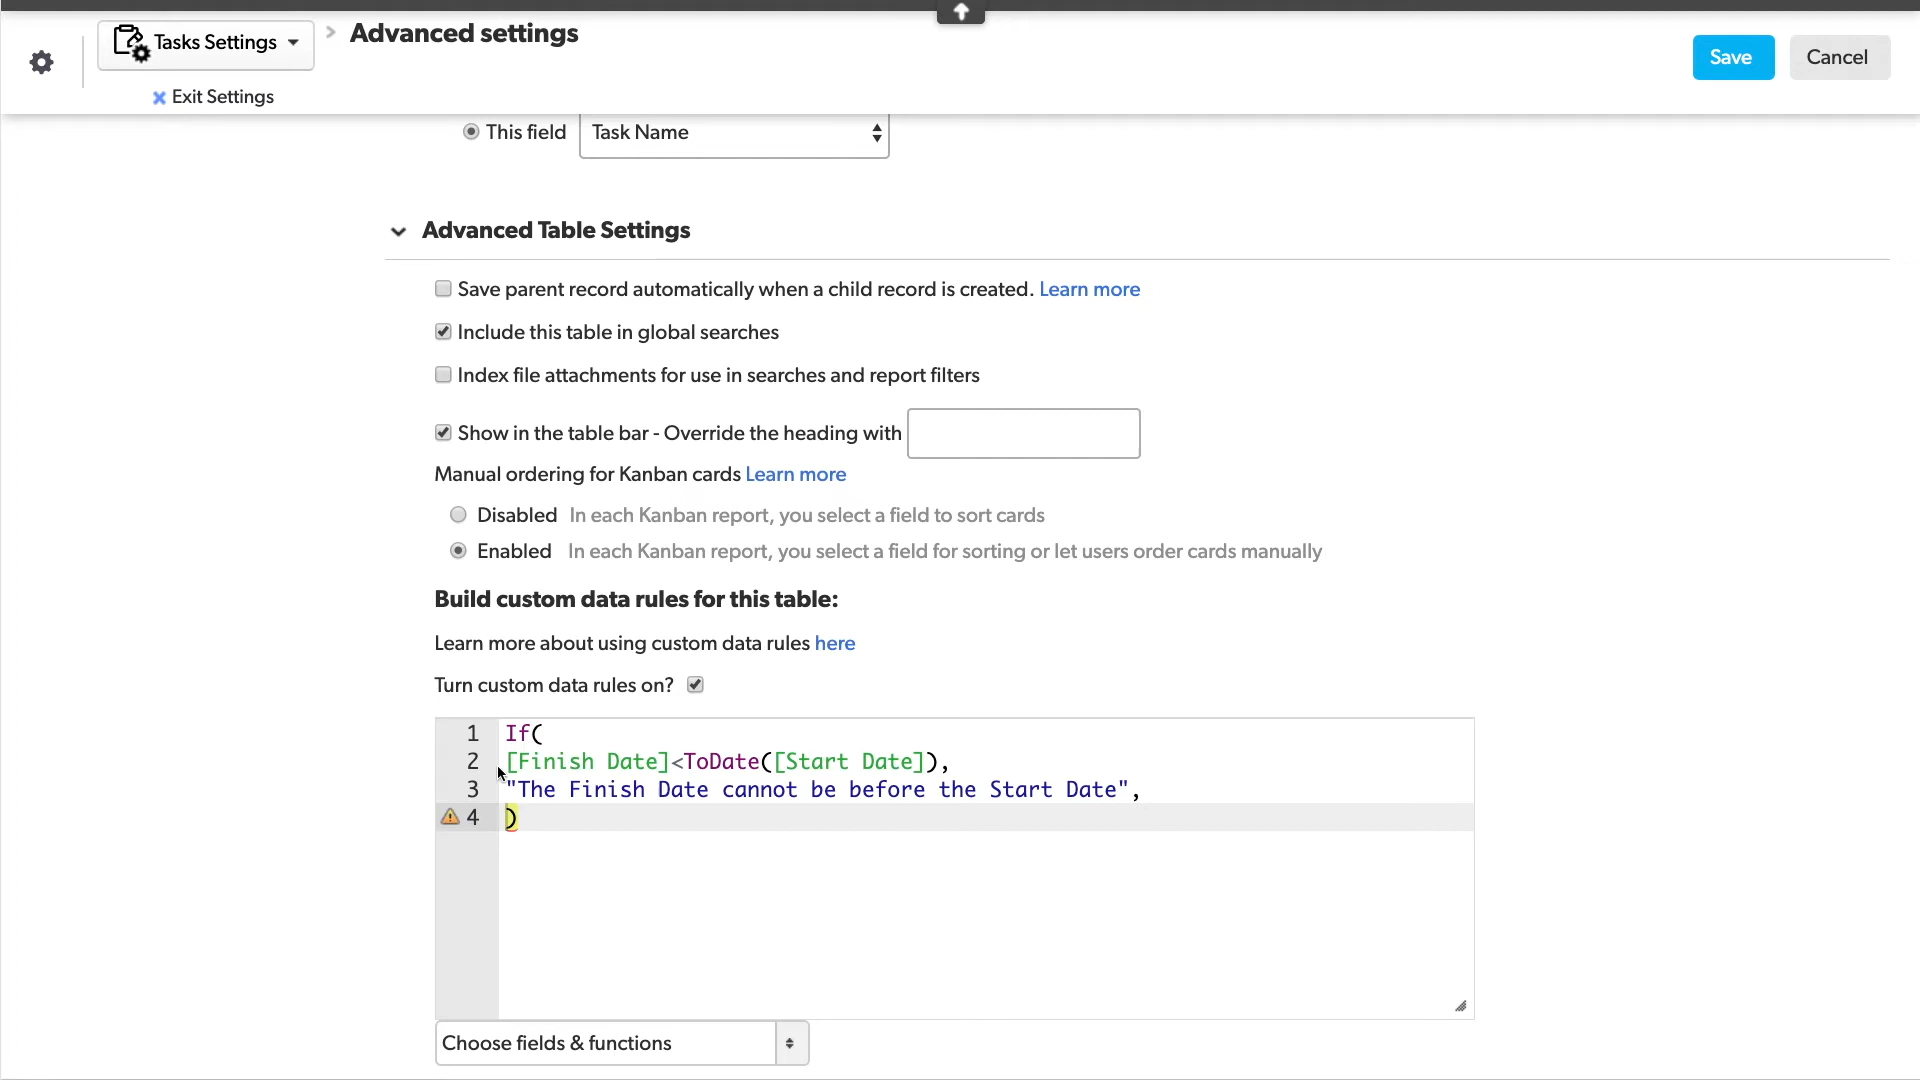 Tasks Settings
> Advanced settings
Save
Cancel
Exit Settings
This field
Task Name
Advanced Table Settings
Save parent record automatically when a child record is created. Learn more
Include this table in global searches
Index file attachments for use in searches and report filters
Show in the table bar - Override the heading with
Manual ordering for Kanban cards Learn more
Disabled In each Kanban report, you select a field to sort cards
Enabled In each Kanban report, you select a field for sorting or let users order cards manually
Build custom data rules for this table:
Learn more about using custom data rules here
Turn custom data rules on?
1 If(
2 [Finish Date]<ToDate([Start Date]),
3 "The Finish Date cannot be before the Start Date",
4 )
Choose fields & functions